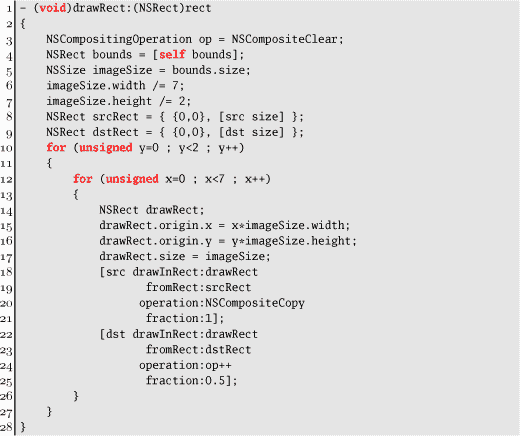 1 - (void)drawRect:(NSRect)rect
2 {
3     NSCompositingOperation op = NSCompositeClear;
4     NSRect bounds = [self bounds];
5     NSSize imageSize = bounds.size;
6     imageSize.width /= 7;
7     imageSize.height /= 2;
8     NSRect srcRect = { {0,0}, [src size] };
9     NSRect dstRect = { {0,0}, [dst size] };
10     for (unsigned y=0 ; y<2 ; y++)
11     {
12         for (unsigned x=0 ; x<7 ; x++)
13         {
14             NSRect drawRect;
15             drawRect.origin.x = x*imageSize.width;
16             drawRect.origin.y = y*imageSize.height;
17             drawRect.size = imageSize;
18             [src drawInRect:drawRect
19                    fromRect:srcRect
20                   operation:NSCompositeCopy
21                    fraction:1];
22             [dst drawInRect:drawRect
23                    fromRect:dstRect
24                   operation:op++
25                    fraction:0.5];
26         }
27     }
28 }